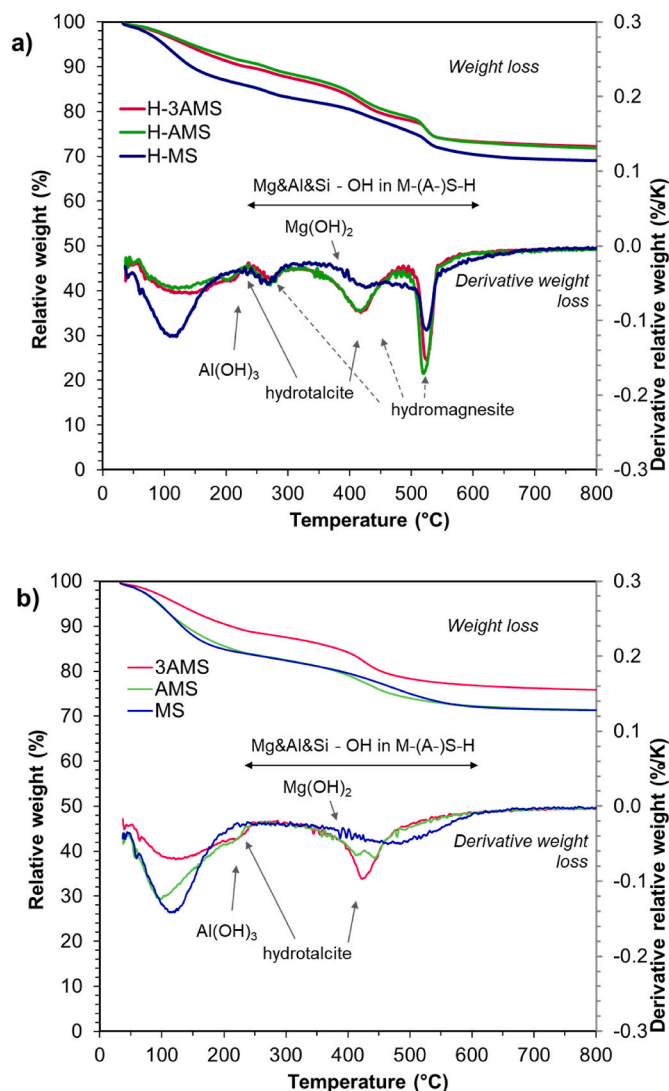 a)
Weight loss
H-3AMS
H-AMS
H-MS
Mg&Al&Si - OH in M-(A-)S-H
Mg(OH)2
Derivative weight
loss
Al(OH)3
hydrotalcite
hydromagnesite
Relative weight (%)
100
90
80
70
60
50
40
30
20
10
0
Derivative relative weight (%/K)
0.3
0.2
0.1
0.0
-0.1
-0.2
-0.3
0 100 200 300 400 500 600 700 800
Temperature (°C)
b)
Weight loss
3AMS
AMS
MS
Mg&Al&Si - OH in M-(A-)S-H
Mg(OH)2
Derivative weight
loss
Al(OH)3
hydrotalcite
Relative weight (%)
100
90
80
70
60
50
40
30
20
10
0
Derivative relative weight (%/K)
0.3
0.2
0.1
0.0
-0.1
-0.2
-0.3
0 100 200 300 400 500 600 700 800
Temperature (°C)